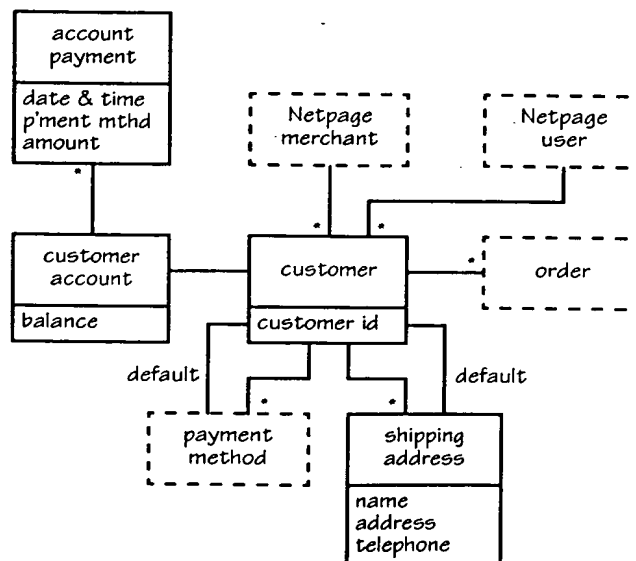 account
payment
date & time
p'ment mthd
amount
*
Netpage
merchant
Netpage
user
*
*
customer
account
balance
customer
customer id
*
order
default
default
*
*
payment
method
shipping
address
name
address
telephone